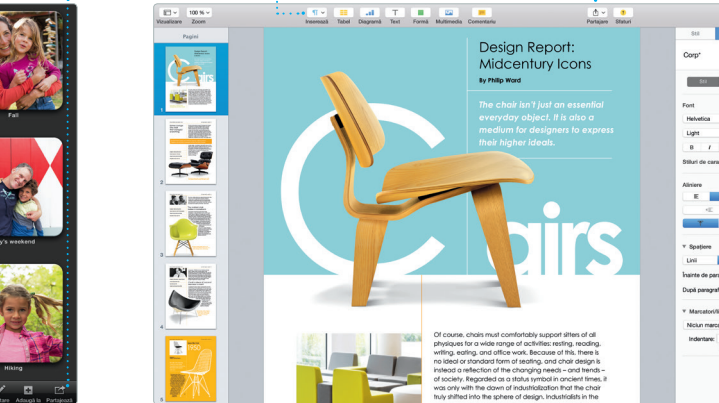 Fall
y's weekend
Hiking
Adaugă la
Partajează
100 %
Vizualizare
Zoom
Inserează
Tabel
Diagramă
Text
Formă
Multimedia
Comentariu
Partajare
Sfaturi
Pagini
1
2
3
4
5
Design Report:
Midcentury Icons
By Philip Ward
The chair isn't just an essential
everyday object. It is also a
medium for designers to express
their higher ideals.
C airs
Of course, chairs must comfortably support sitters of all
physiques for a wide range of activities: resting, reading,
writing, eating, and office work. Because of this, there is
no ideal or standard form of seating, and chair design is
instead a reflection of the changing needs – and trends –
of society. Regarded as a status symbol in ancient times, it
was only with the dawn of industrialization that the chair
truly shifted into the sphere of design. Industrialists in the
Stil
Corp*
Stil
Font
Helvetica
Light
B I
Stiluri de cara
Aliniere
Spațiere
Linii
Înainte de para
După paragraf
Marcatori/li
Niciun marca
Indentare: